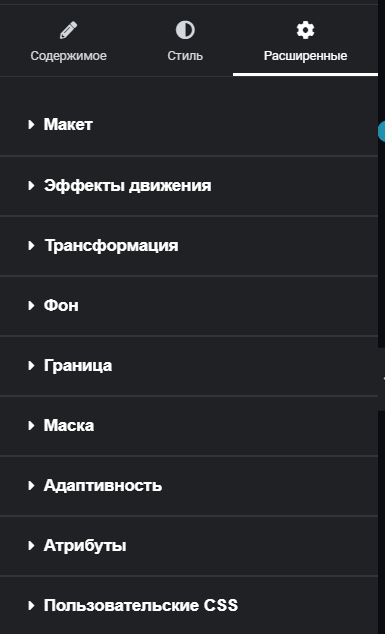 Содержимое
Стиль
Расширенные
Макет
Эффекты движения
Трансформация
Фон
Граница
Маска
Адаптивность
Атрибуты
Пользовательские CSS